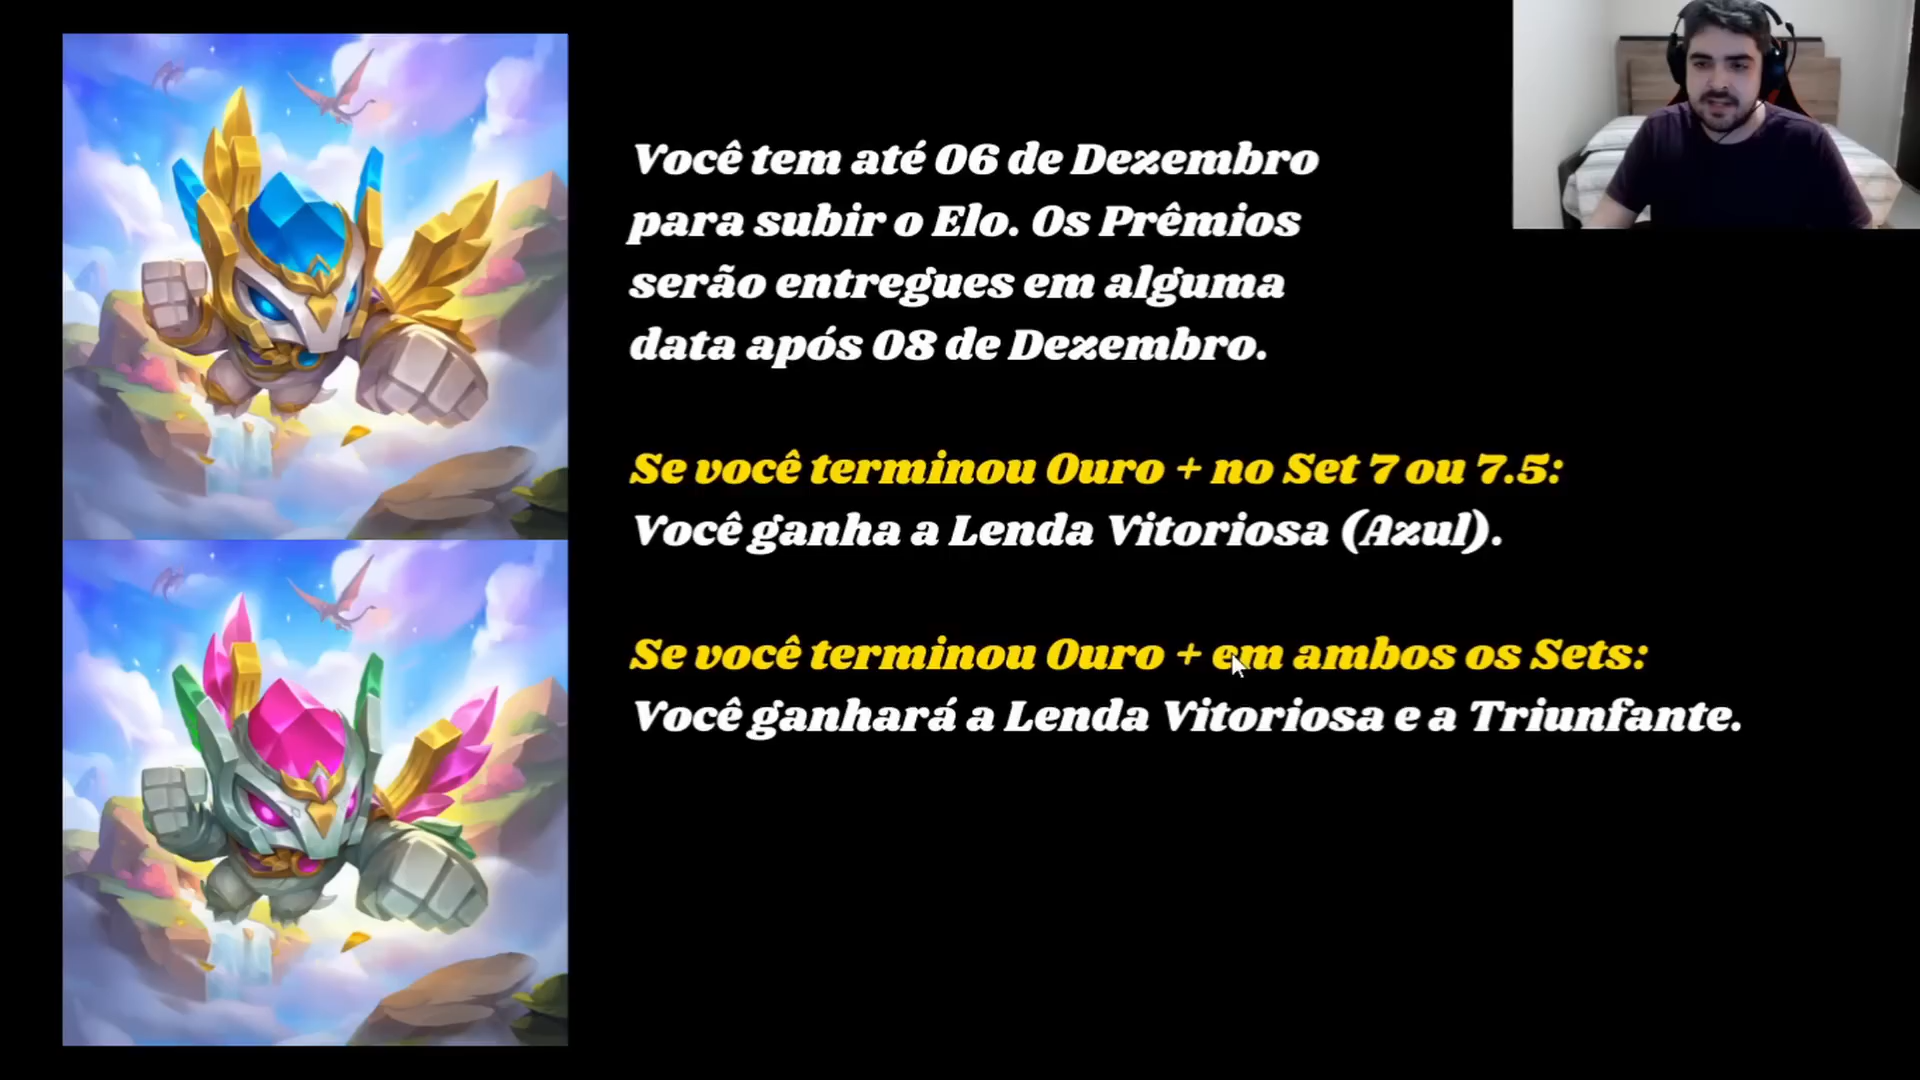 Você tem até 06 de Dezembro
para subir o Elo. Os Prêmios
serão entregues em alguma
data após 08 de Dezembro.
Se você terminou Ouro + no Set 7 ou 7.5:
Você ganha a Lenda Vitoriosa (Azul).
Se você terminou Ouro + em ambos os Sets:
Você ganhará a Lenda Vitoriosa e a Triunfante.